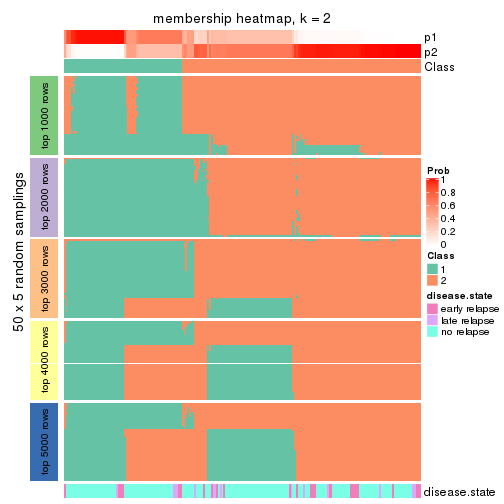 membership heatmap, k = 2
p1
p2
Class
50 x 5 random samplings
top 1000 rows
top 2000 rows
top 3000 rows
top 4000 rows
top 5000 rows
Prob
1
0.8
0.6
0.4
0.2
0
Class
1
2
disease.state
early relapse
late relapse
no relapse
disease.state